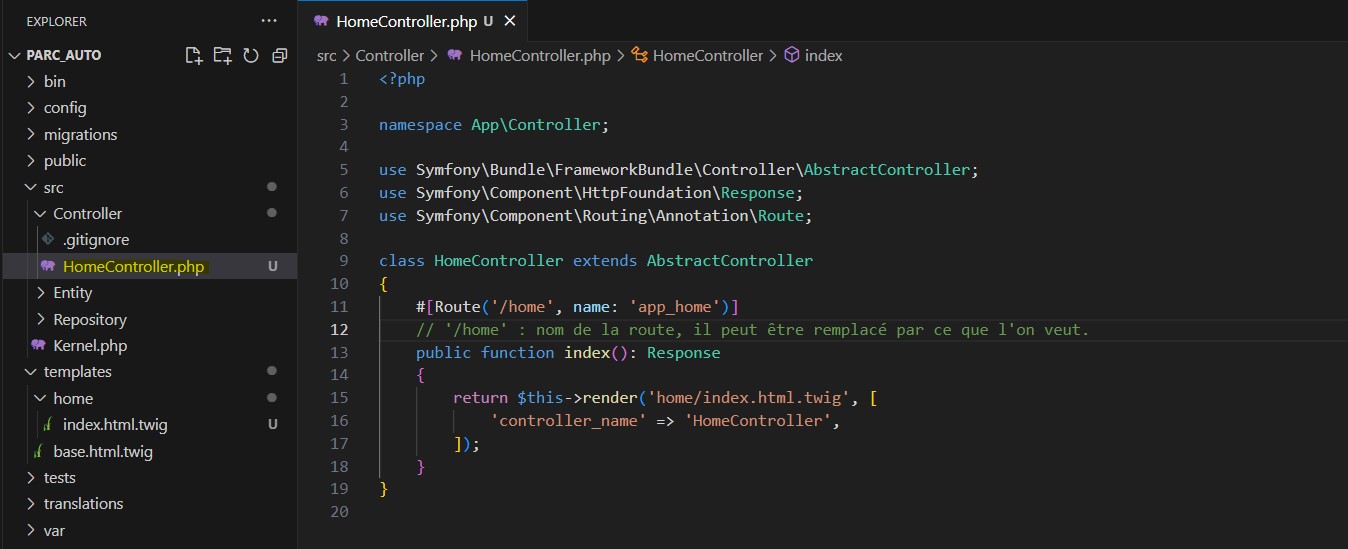 EXPLORER
PARC_AUTO
bin
config
migrations
public
src
Controller
.gitignore
HomeController.php U
Entity
Repository
Kernel.php
templates
home
index.html.twig U
base.html.twig
tests
translations
var
HomeController.php U
src > Controller > HomeController.php > HomeController > index
1 <?php
2
3 namespace App\Controller;
4
5 use Symfony\Bundle\FrameworkBundle\Controller\AbstractController;
6 use Symfony\Component\HttpFoundation\Response;
7 use Symfony\Component\Routing\Annotation\Route;
8
9 class HomeController extends AbstractController
10 {
11     #[Route('/home', name: 'app_home')]
12     // '/home' : nom de la route, il peut être remplacé par ce que l'on veut.
13     public function index(): Response
14     {
15         return $this->render('home/index.html.twig', [
16             'controller_name' => 'HomeController',
17         ]);
18     }
19 }
20